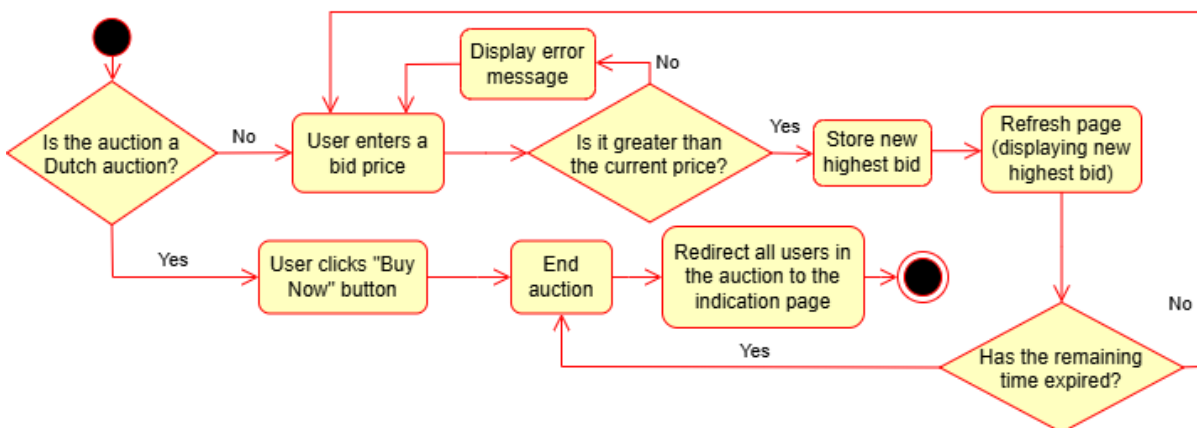 Is the auction a
Dutch auction?
No
User enters a
bid price
Display error
message
No
Is it greater than
the current price?
Yes
Store new
highest bid
Refresh page
(displaying new
highest bid)
Yes
User clicks "Buy
Now" button
End
auction
Redirect all users in
the auction to the
indication page
Yes
Has the remaining
time expired?
No